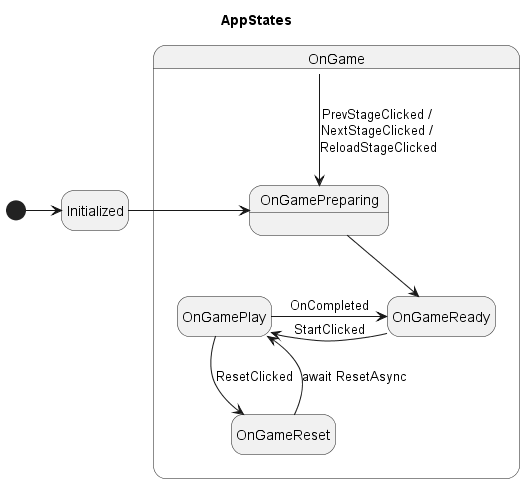 AppStates
OnGame
PrevStageClicked /
NextStageClicked /
ReloadStageClicked
Initialized
OnGamePreparing
OnGamePlay
OnCompleted
StartClicked
OnGameReady
ResetClicked
await ResetAsync
OnGameReset